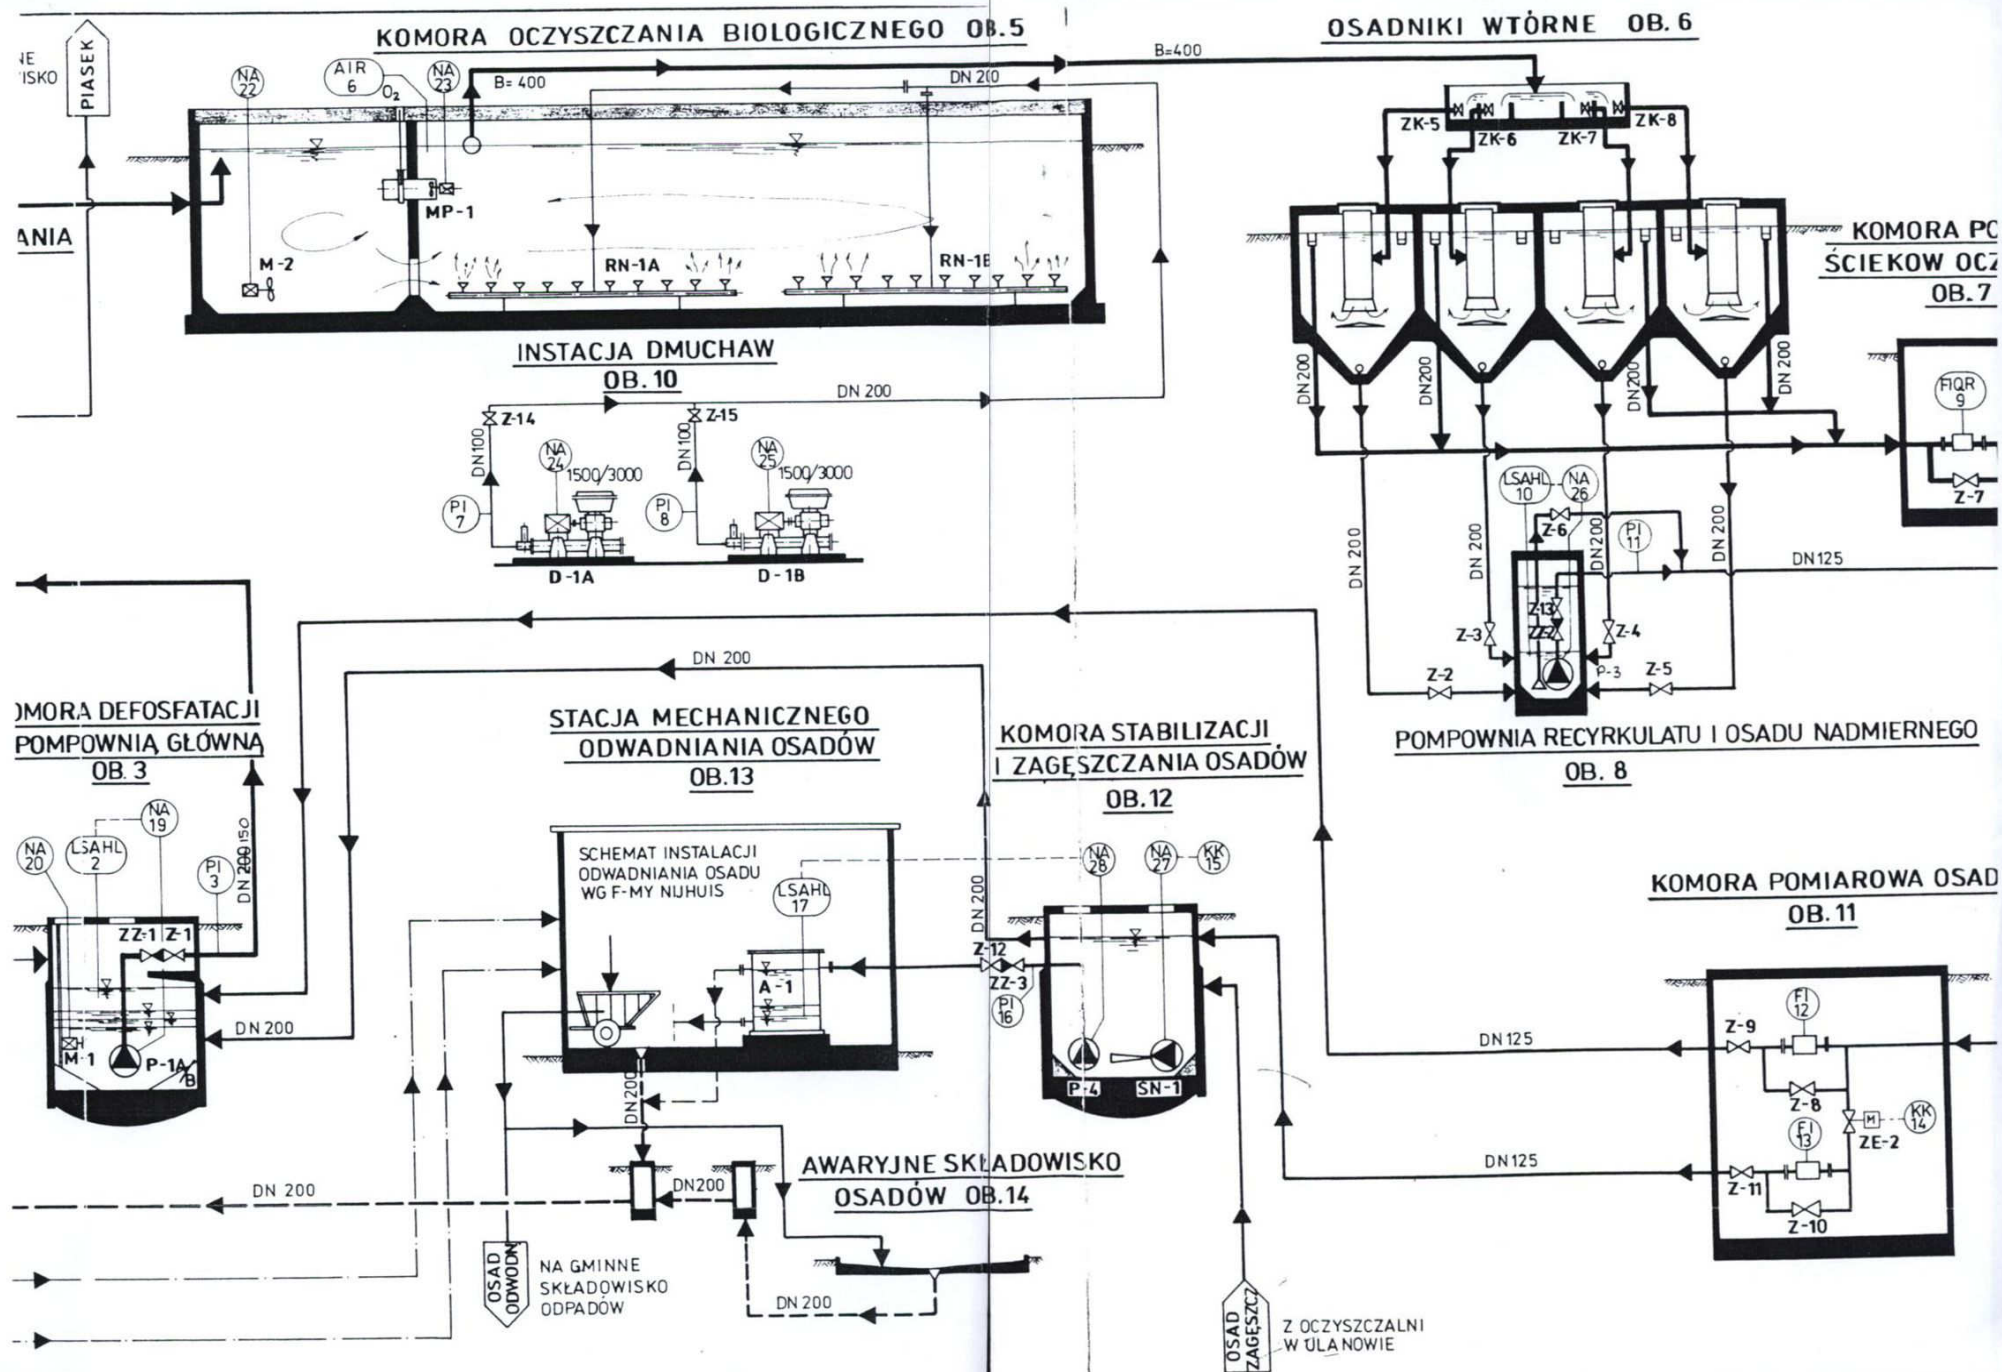 KOMORA OCZYSZCZANIA BIOLOGICZNEGO OB.5
OSADNIKI WTÓRNE OB.6
NE
PIASEK
NA
22
AIR
6
O₂
NA
23
B=400
DN 200
B=400
ZK-5
ZK-6
ZK-7
ZK-8
MP-1
M-2
RN-1A
ANIA
KOMORA PO
ŚCIEKOW OCZ
OB.7
INSTACJA DMUCHAW
OB.10
DN 200
Z-14
Z-15
DN100
DN100
NA
24
NA
25
1500/3000
1500/3000
PI
7
PI
8
D-1A
D-1B
DN 200
DN200
DN200
DN 200
FIQR
9
Z-7
LSAHL
10
NA
26
Z-6
PI
11
DN 200
DN 200
DN200
DN 200
DN125
Z-13
ZZ-2
Z-3
Z-4
P-3
Z-2
Z-5
POMPOWNIA RECYRKULATU I OSADU NADMIERNEGO
OB. 8
DN 200
OMORA DEFOSFATACJI
POMPOWNIĄ GŁÓWNĄ
OB.3
STACJA MECHANICZNEGO
ODWADNIANIA OSADÓW
OB.13
KOMORA STABILIZACJI
I ZAGĘSZCZANIA OSADÓW
OB.12
NA
20
LSAHL
2
NA
19
PI
3
DN 200 150
ZZ-1
Z-1
M-1
P-1A/B
DN 200
SCHEMAT INSTALACJI
ODWADNIANIA OSADU
WG F-MY NIJHUIS
LSAHL
17
A-1
DN200
DN 200
NA
28
NA
27
KK
15
Z-12
ZZ-3
PI
16
P-4
SN-1
KOMORA POMIAROWA OSAD
OB.11
DN125
Z-9
FI
12
Z-8
ZE-2
M
KK
14
FI
13
DN125
Z-11
Z-10
AWARYJNE SKŁADOWISKO
OSADÓW OB.14
DN 200
DN200
DN 200
OSAD
ODWODN.
NA GMINNE
SKŁADOWISKO
ODPADÓW
OSAD
ZAGĘSZCZ
Z OCZYSZCZALNI
W ULANOWIE